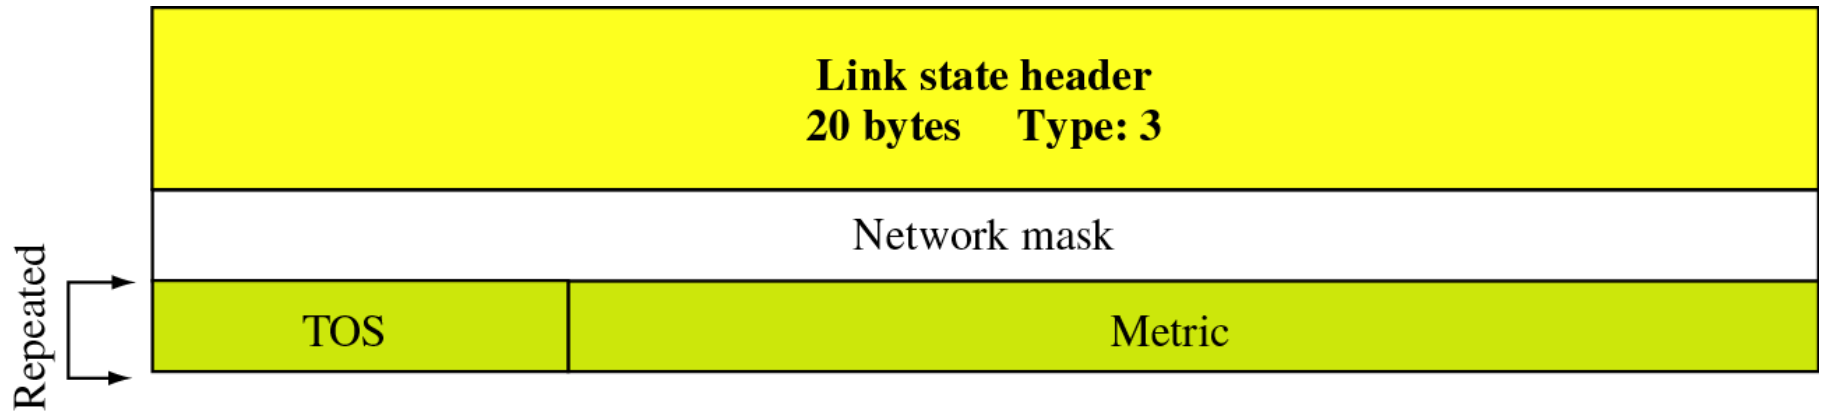 Link state header
20 bytes Type: 3
Network mask
Repeated
TOS
Metric